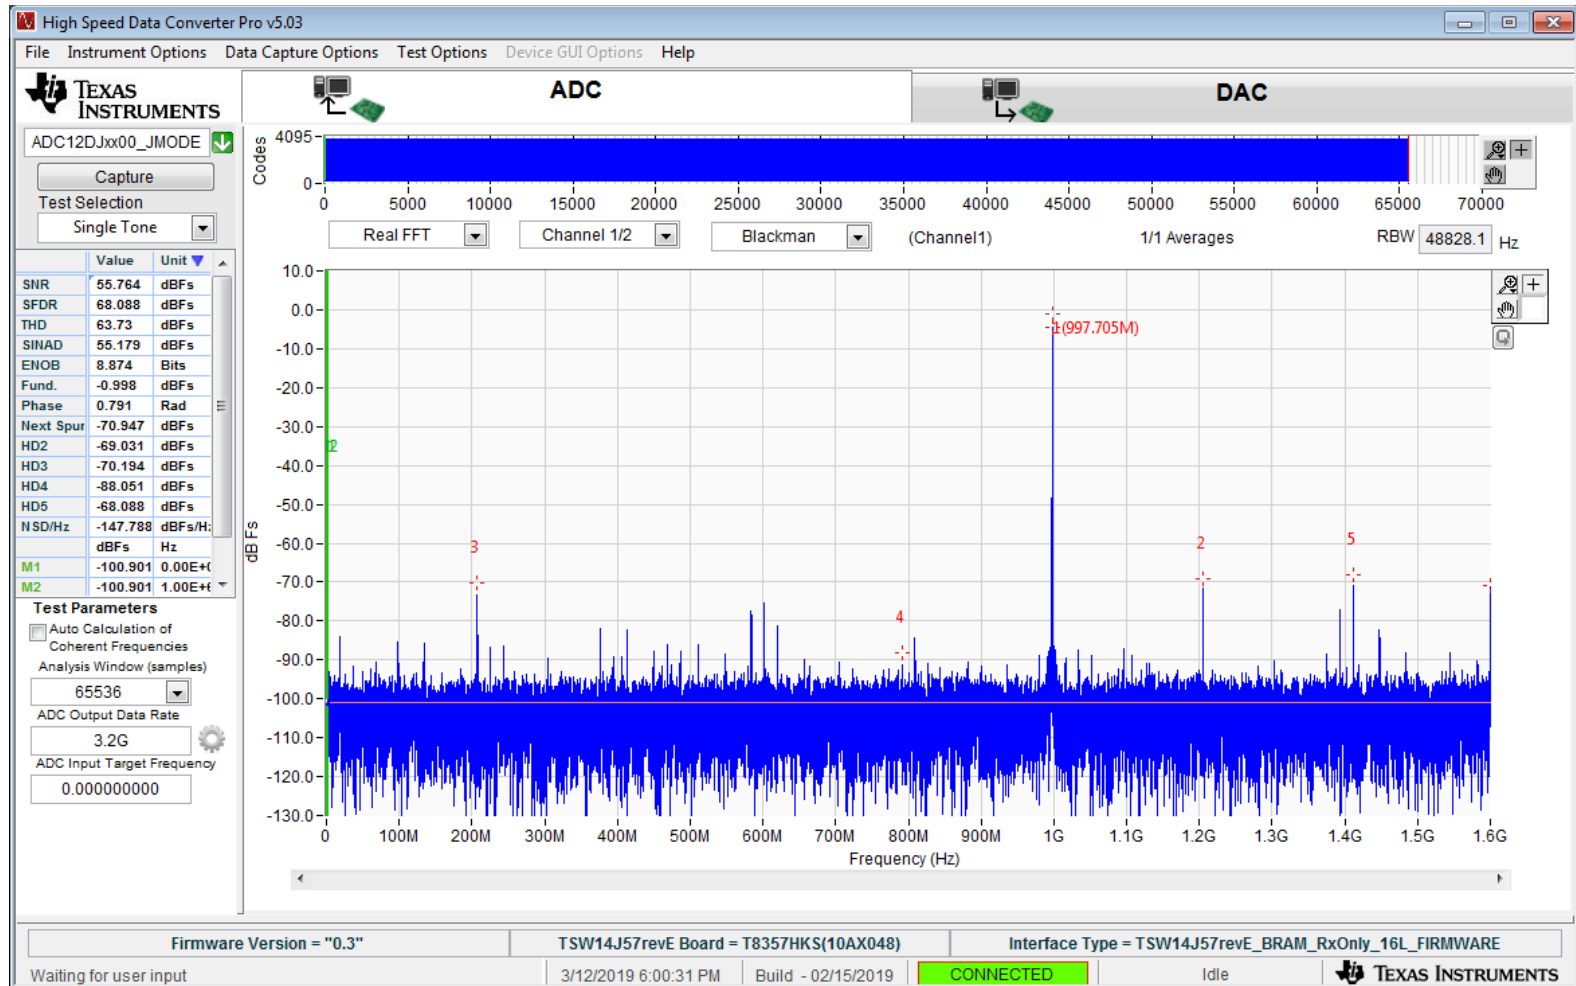 High Speed Data Converter Pro v5.03
File Instrument Options Data Capture Options Test Options Device GUI Options Help
TEXAS INSTRUMENTS
ADC
DAC
ADC12DJxx00_JMODE
Capture
Test Selection
Single Tone
Value Unit
SNR 55.764 dBFs
SFDR 68.088 dBFs
THD 63.73 dBFs
SINAD 55.179 dBFs
ENOB 8.874 Bits
Fund. -0.998 dBFs
Phase 0.791 Rad
Next Spur -70.947 dBFs
HD2 -69.031 dBFs
HD3 -70.194 dBFs
HD4 -88.051 dBFs
HD5 -68.088 dBFs
NSD/Hz -147.788 dBFs/H
dBFs Hz
M1 -100.901 0.00E+0
M2 -100.901 1.00E+6
Test Parameters
Auto Calculation of
Coherent Frequencies
Analysis Window (samples)
65536
ADC Output Data Rate
3.2G
ADC Input Target Frequency
0.000000000
Codes
4095
0
0 5000 10000 15000 20000 25000 30000 35000 40000 45000 50000 55000 60000 65000 70000
Real FFT Channel 1/2 Blackman (Channel1) 1/1 Averages RBW 48828.1 Hz
dBFs
10.0
0.0
-10.0
-20.0
-30.0
-40.0
-50.0
-60.0
-70.0
-80.0
-90.0
-100.0
-110.0
-120.0
-130.0
1(997.705M)
2
3
2
5
4
0 100M 200M 300M 400M 500M 600M 700M 800M 900M 1G 1.1G 1.2G 1.3G 1.4G 1.5G 1.6G
Frequency (Hz)
Firmware Version = "0.3" TSW14J57revE Board = T8357HKS(10AX048) Interface Type = TSW14J57revE_BRAM_RxOnly_16L_FIRMWARE
Waiting for user input 3/12/2019 6:00:31 PM Build - 02/15/2019 CONNECTED Idle TEXAS INSTRUMENTS